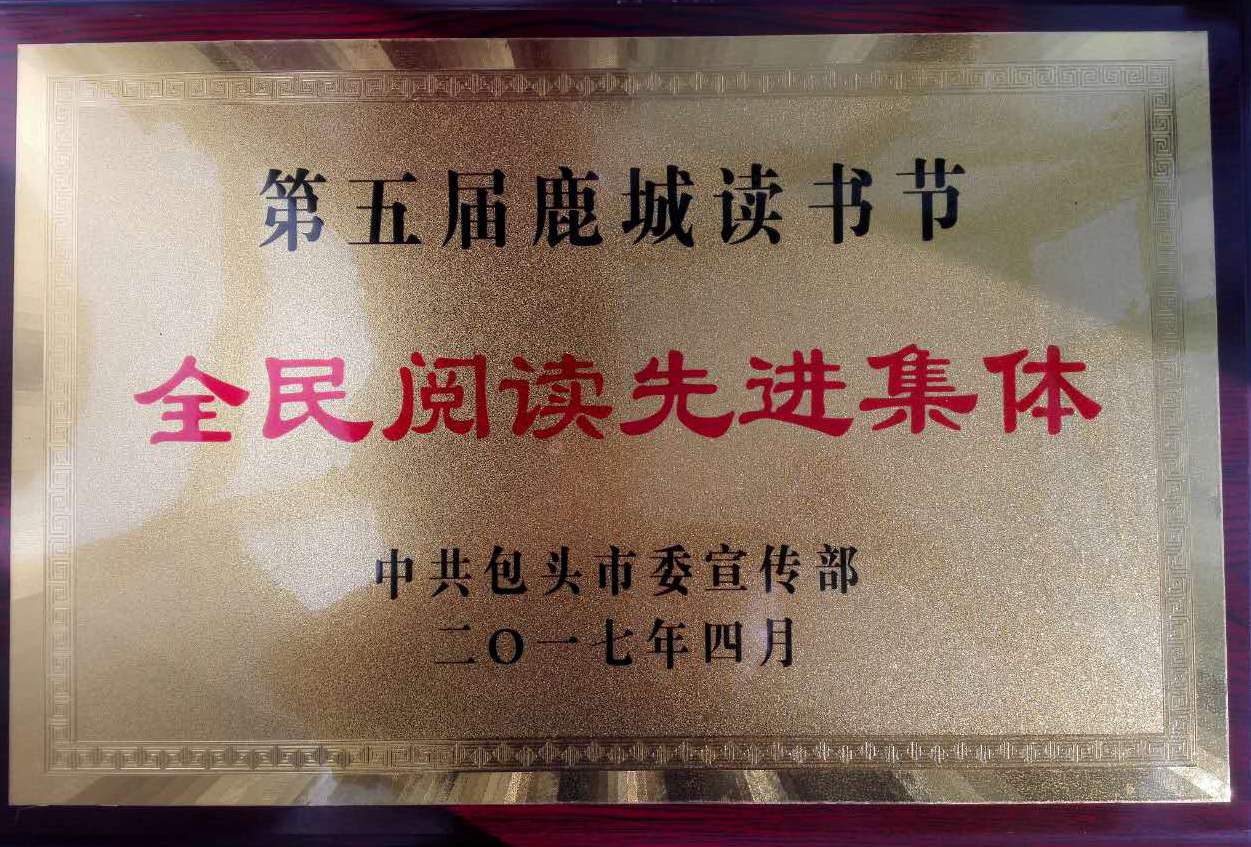 第五届鹿城读书节
全民阅读先进集体
中共包头市委宣传部
二〇一七年四月